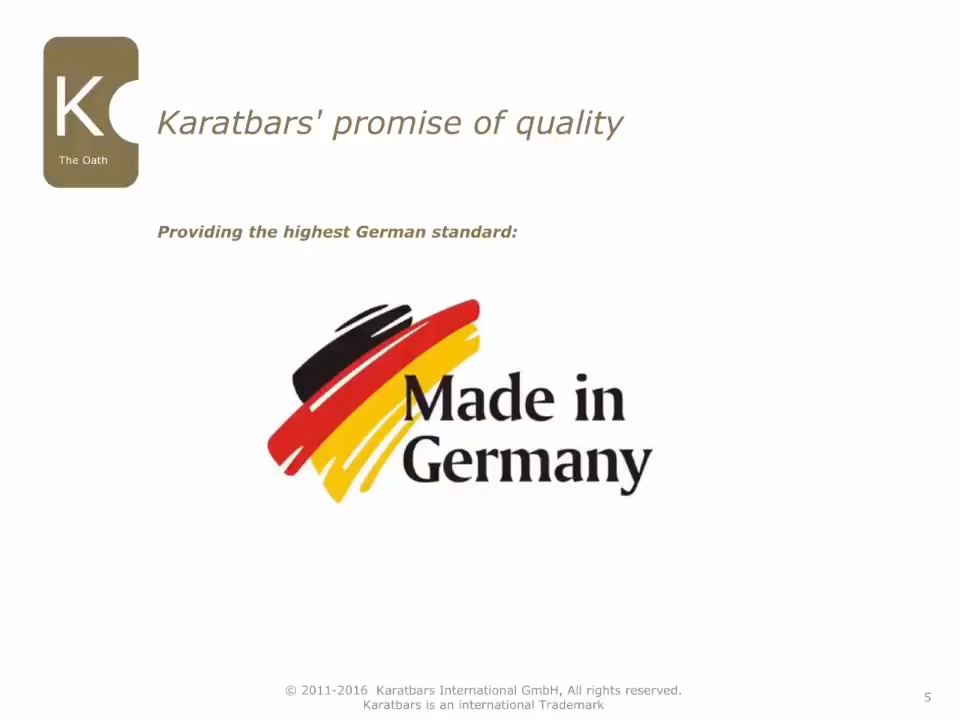 K
The Oath
Karatbars' promise of quality
Providing the highest German standard:
Made in
Germany
© 2011-2016 Karatbars International GmbH, All rights reserved.
Karatbars is an international Trademark
5